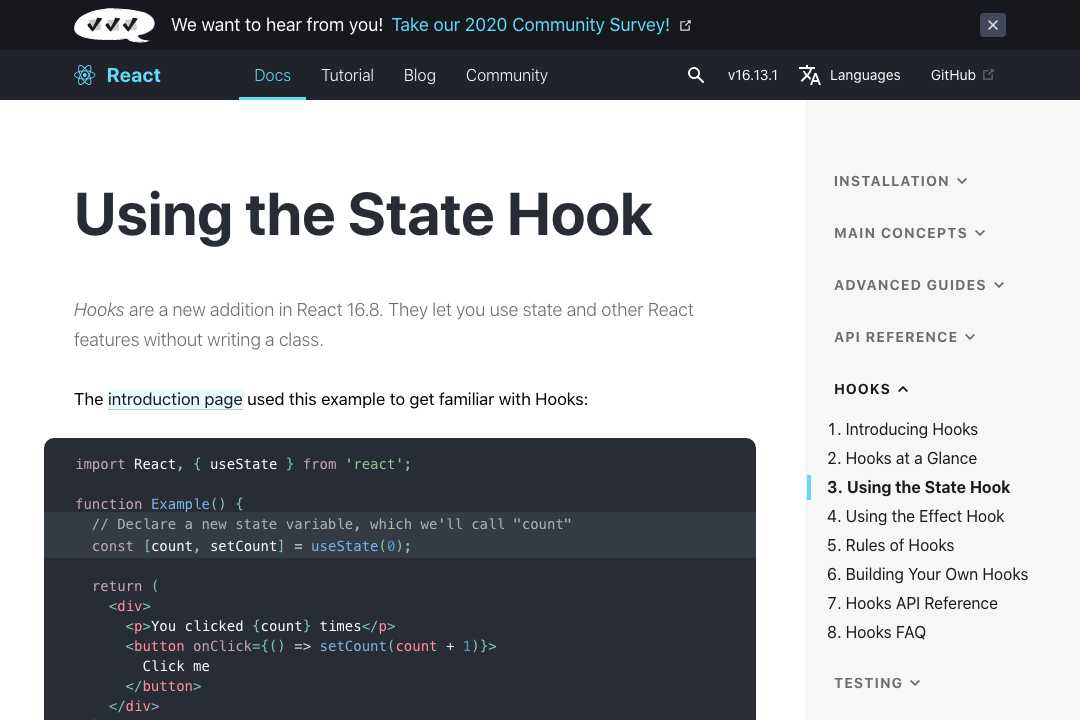 We want to hear from you! Take our 2020 Community Survey!
React Docs Tutorial Blog Community v16.13.1 Languages GitHub
Using the State Hook
Hooks are a new addition in React 16.8. They let you use state and other React
features without writing a class.
The introduction page used this example to get familiar with Hooks:
import React, { useState } from 'react';
function Example() {
// Declare a new state variable, which we'll call "count"
const [count, setCount] = useState(0);
return (
<div>
<p>You clicked {count} times</p>
<button onClick={() => setCount(count + 1)}>
Click me
</button>
</div>
INSTALLATION
MAIN CONCEPTS
ADVANCED GUIDES
API REFERENCE
HOOKS
1. Introducing Hooks
2. Hooks at a Glance
3. Using the State Hook
4. Using the Effect Hook
5. Rules of Hooks
6. Building Your Own Hooks
7. Hooks API Reference
8. Hooks FAQ
TESTING